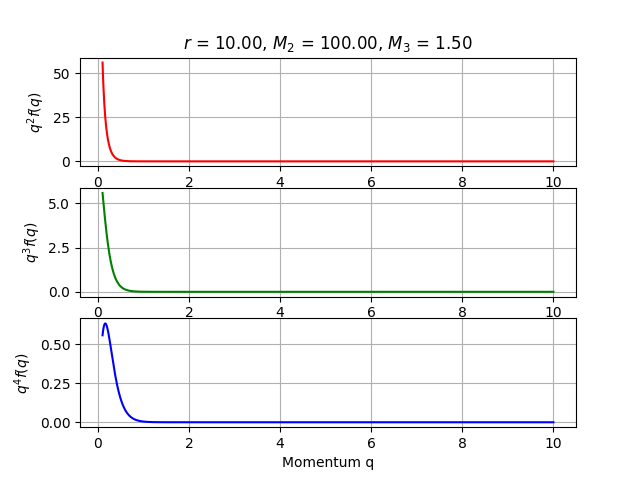 r = 10.00, M₂ = 100.00, M₃ = 1.50
50
25
0
q²f(q)
0 2 4 6 8 10
5.0
2.5
0.0
q³f(q)
0 2 4 6 8 10
0.50
0.25
0.00
q⁴f(q)
0 2 4 6 8 10
Momentum q